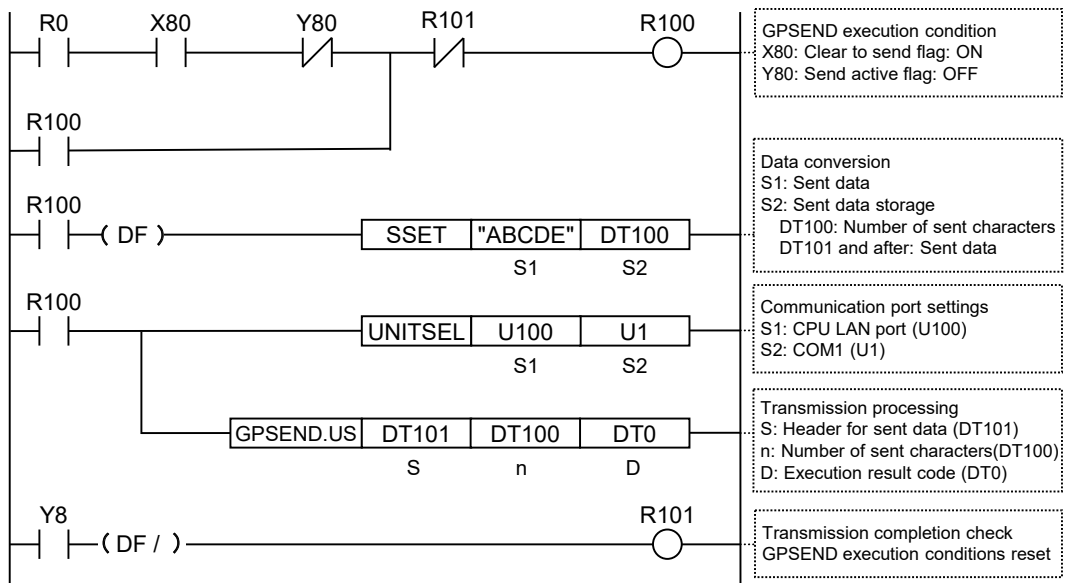 R0 X80 Y80 R101 R100
GPSEND execution condition
X80: Clear to send flag: ON
Y80: Send active flag: OFF
R100
R100
( DF )
SSET "ABCDE" DT100
S1 S2
Data conversion
S1: Sent data
S2: Sent data storage
DT100: Number of sent characters
DT101 and after: Sent data
R100
UNITSEL U100 U1
S1 S2
Communication port settings
S1: CPU LAN port (U100)
S2: COM1 (U1)
GPSEND.US DT101 DT100 DT0
S n D
Transmission processing
S: Header for sent data (DT101)
n: Number of sent characters(DT100)
D: Execution result code (DT0)
Y8 R101
( DF / )
Transmission completion check
GPSEND execution conditions reset